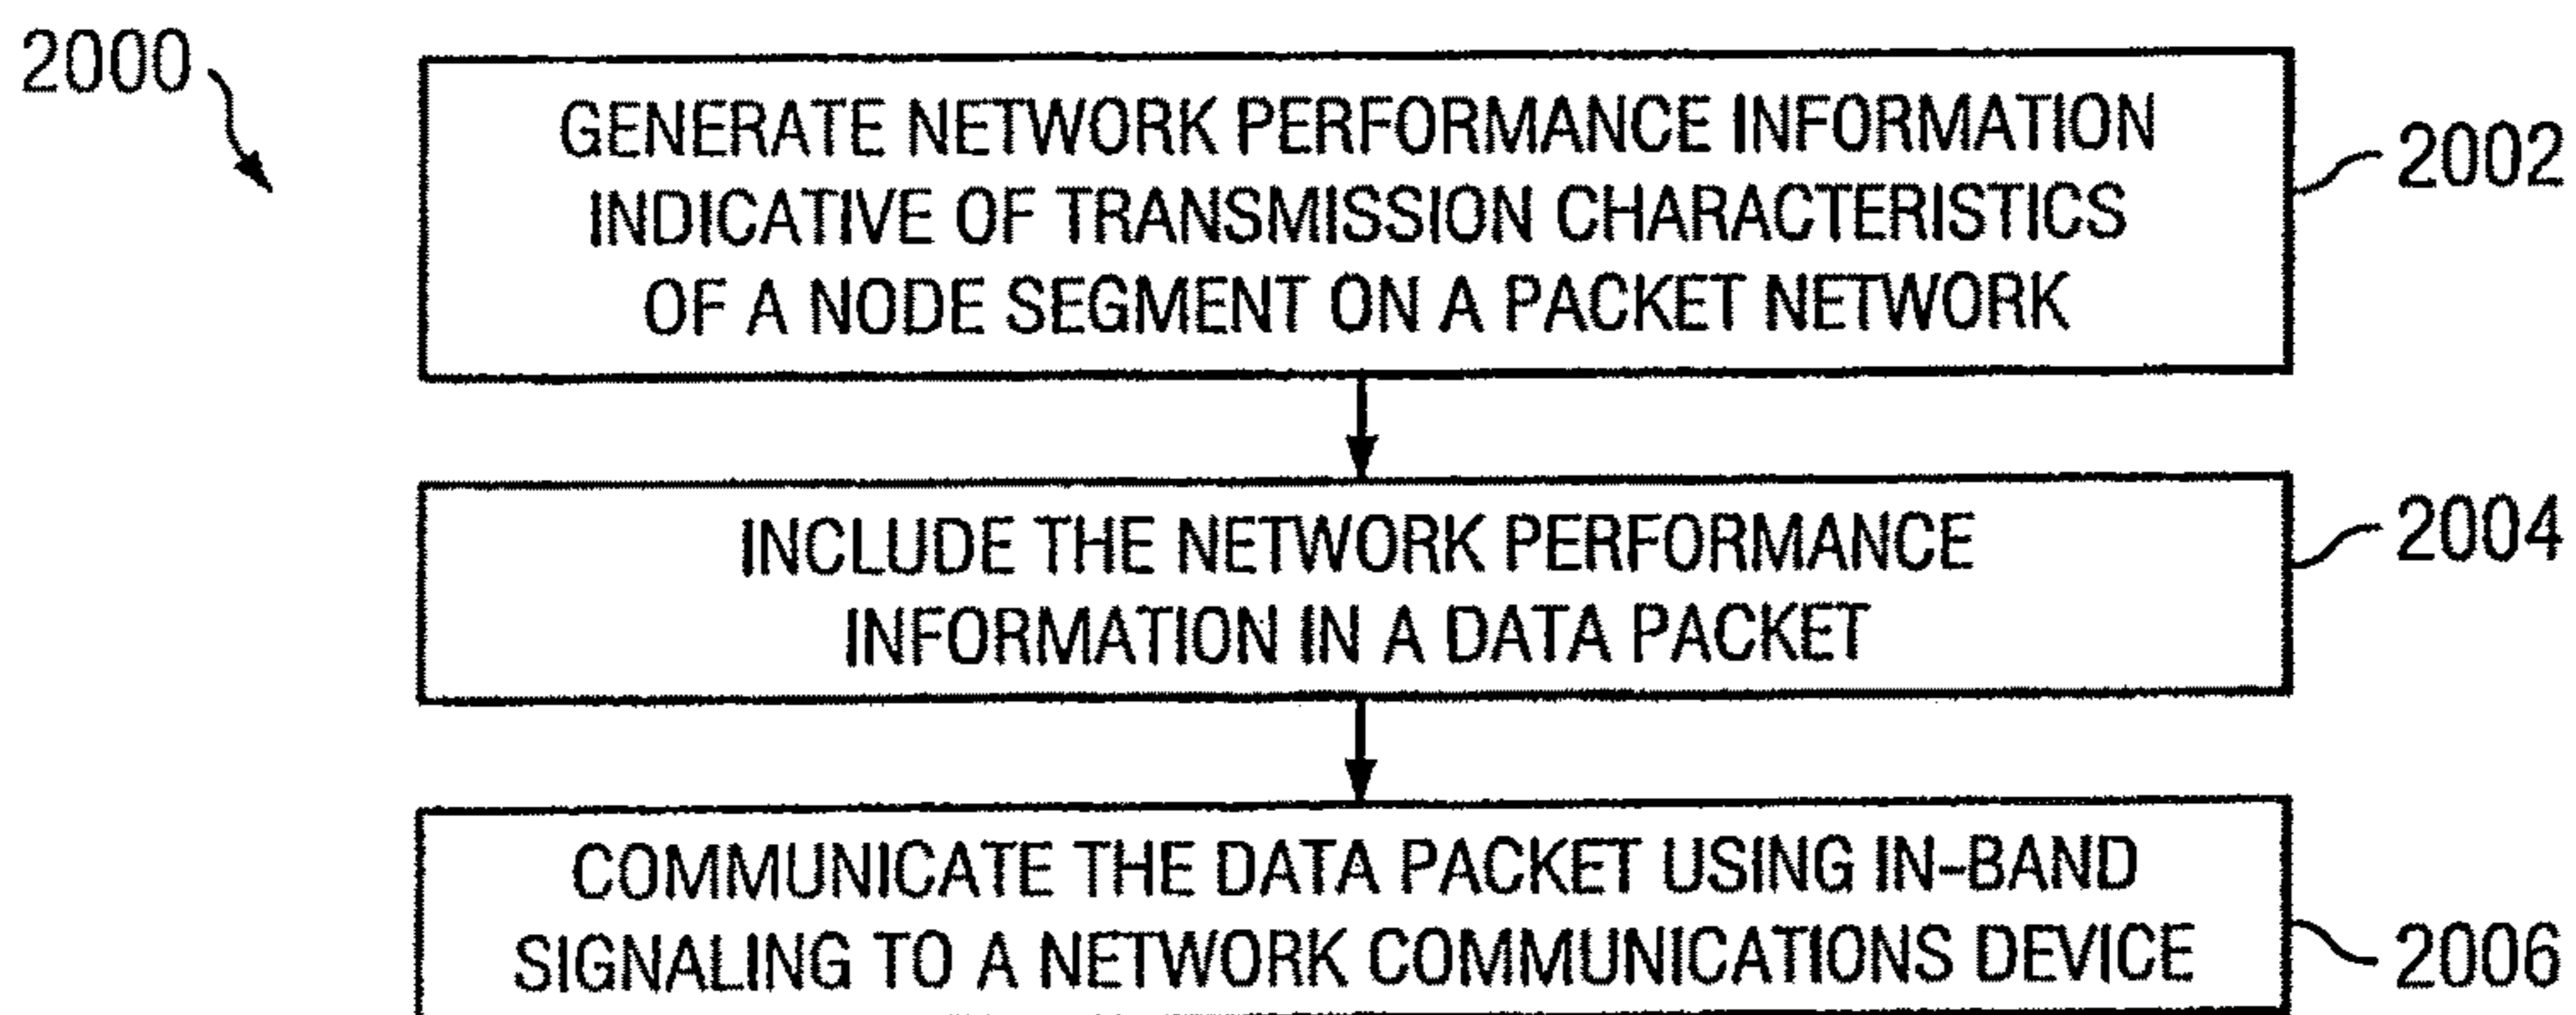 2000
GENERATE NETWORK PERFORMANCE INFORMATION
INDICATIVE OF TRANSMISSION CHARACTERISTICS
OF A NODE SEGMENT ON A PACKET NETWORK
2002
INCLUDE THE NETWORK PERFORMANCE
INFORMATION IN A DATA PACKET
2004
COMMUNICATE THE DATA PACKET USING IN-BAND
SIGNALING TO A NETWORK COMMUNICATIONS DEVICE
2006